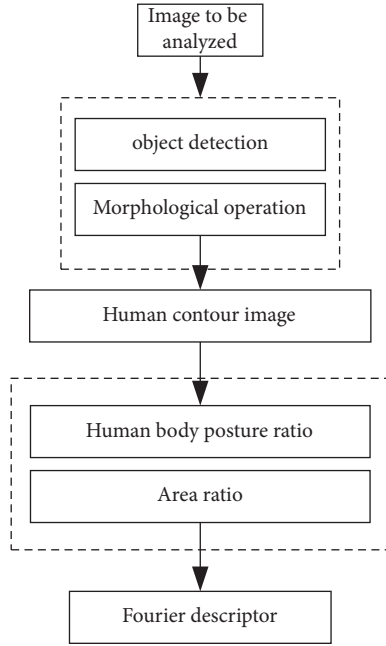 Image to be
analyzed
object detection
Morphological operation
Human contour image
Human body posture ratio
Area ratio
Fourier descriptor